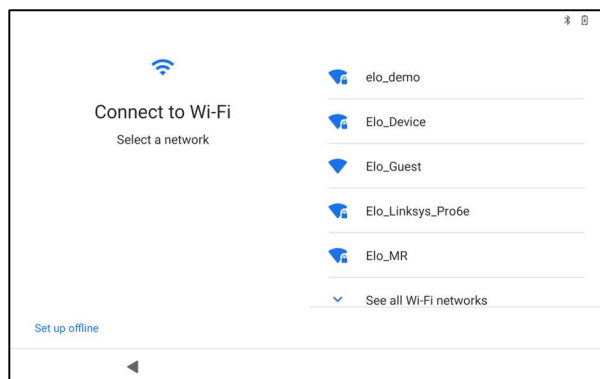 Connect to Wi-Fi
Select a network
elo_demo
Elo_Device
Elo_Guest
Elo_Linksys_Pro6e
Elo_MR
See all Wi-Fi networks
Set up offline